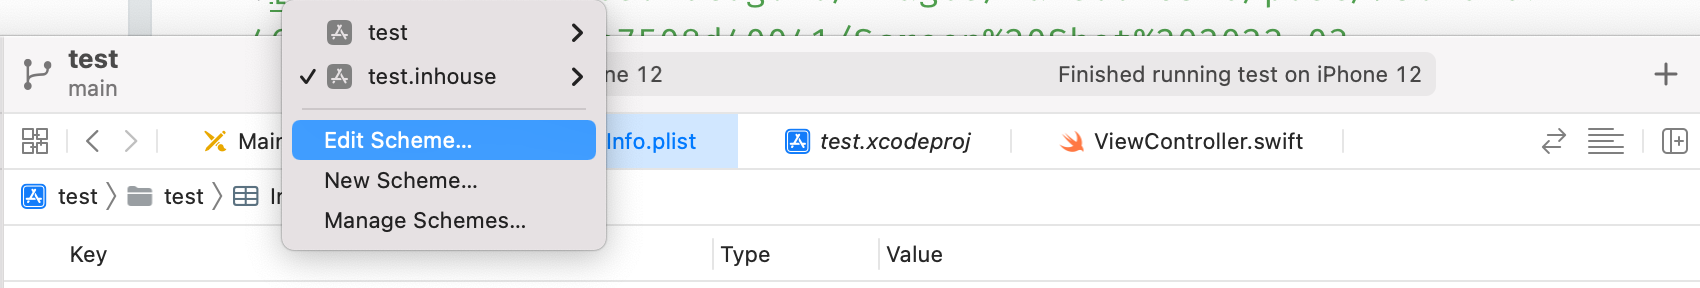 test
test.inhouse
Edit Scheme...
New Scheme...
Manage Schemes...
test
main
ne 12
Finished running test on iPhone 12
Main
Info.plist
test.xcodeproj
ViewController.swift
test
test
Key
Type
Value